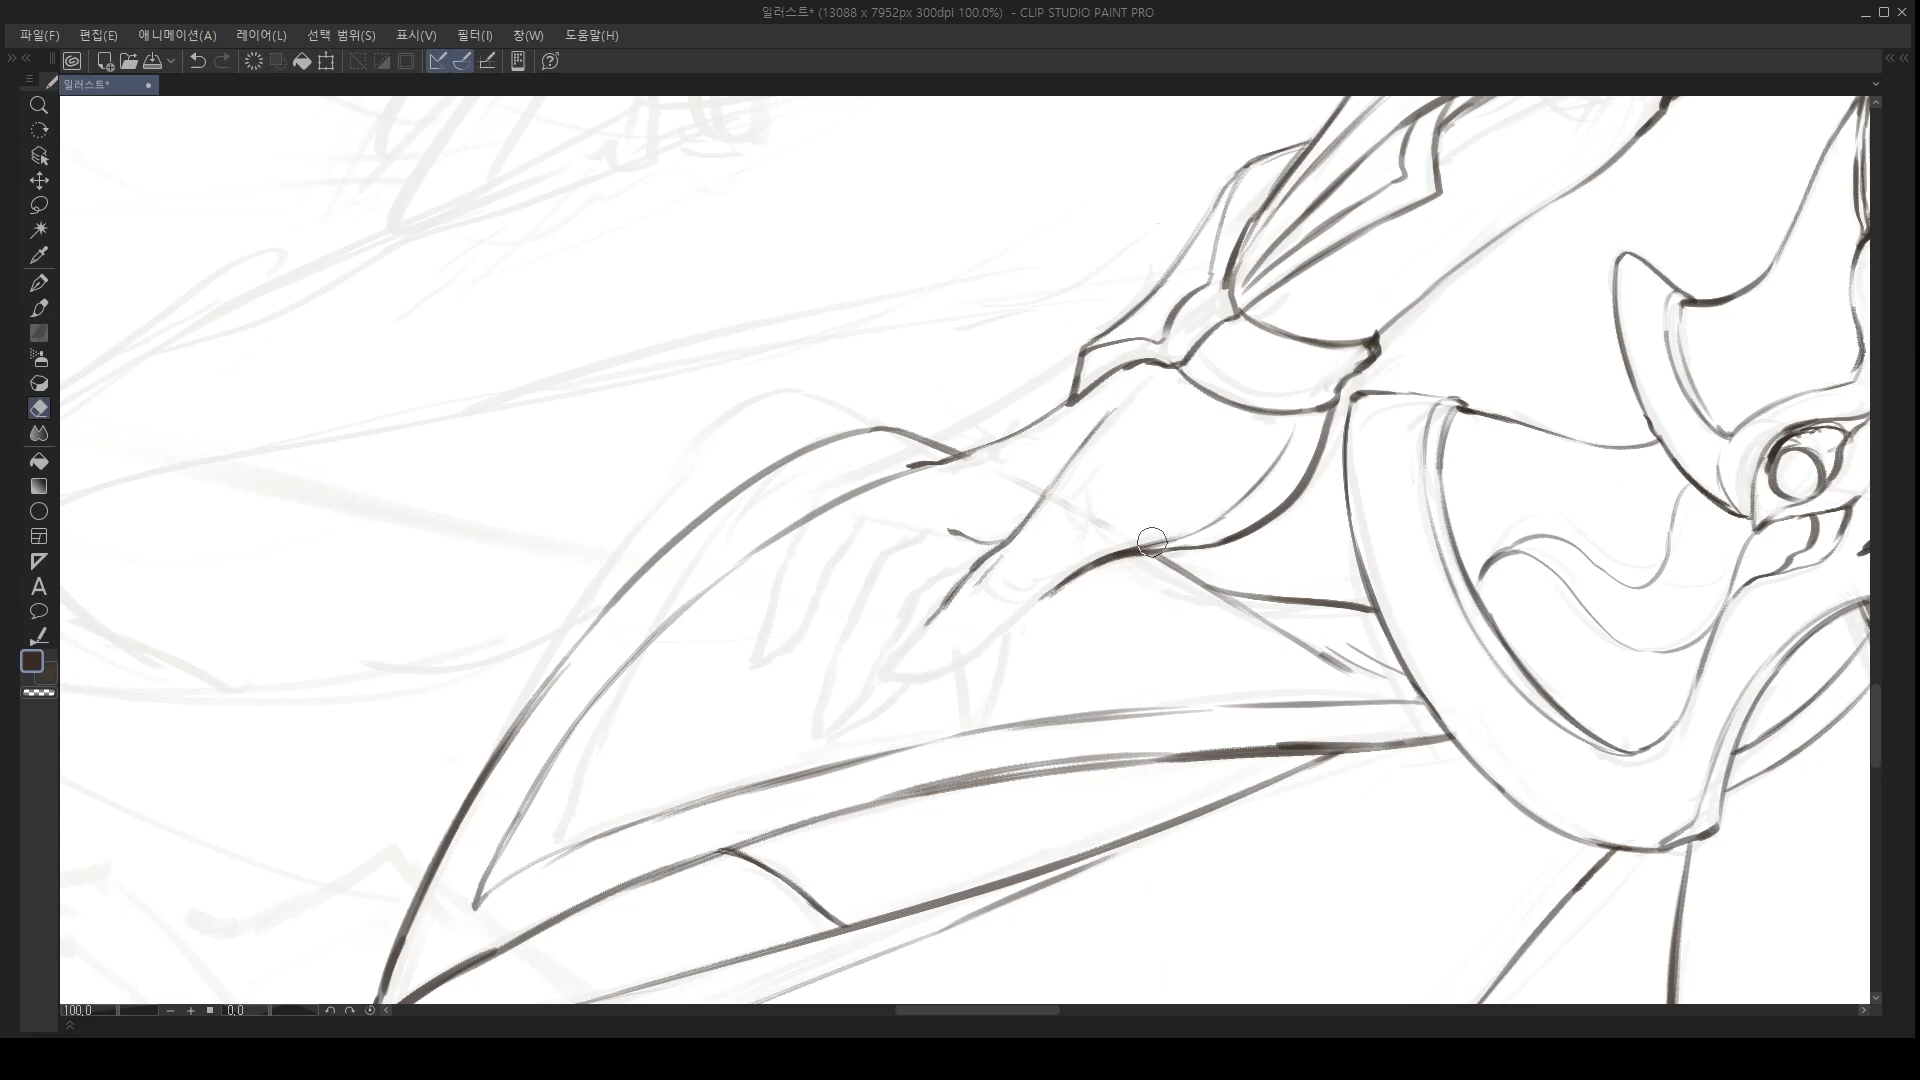 일러스트* (13088 x 7952px 300dpi 100.0%) - CLIP STUDIO PAINT PRO
파일(F) 편집(E) 애니메이션(A) 레이어(L) 선택 범위(S) 표시(V) 필터(I) 창(W) 도움말(H)
일러스트*
A
100.0
0.0